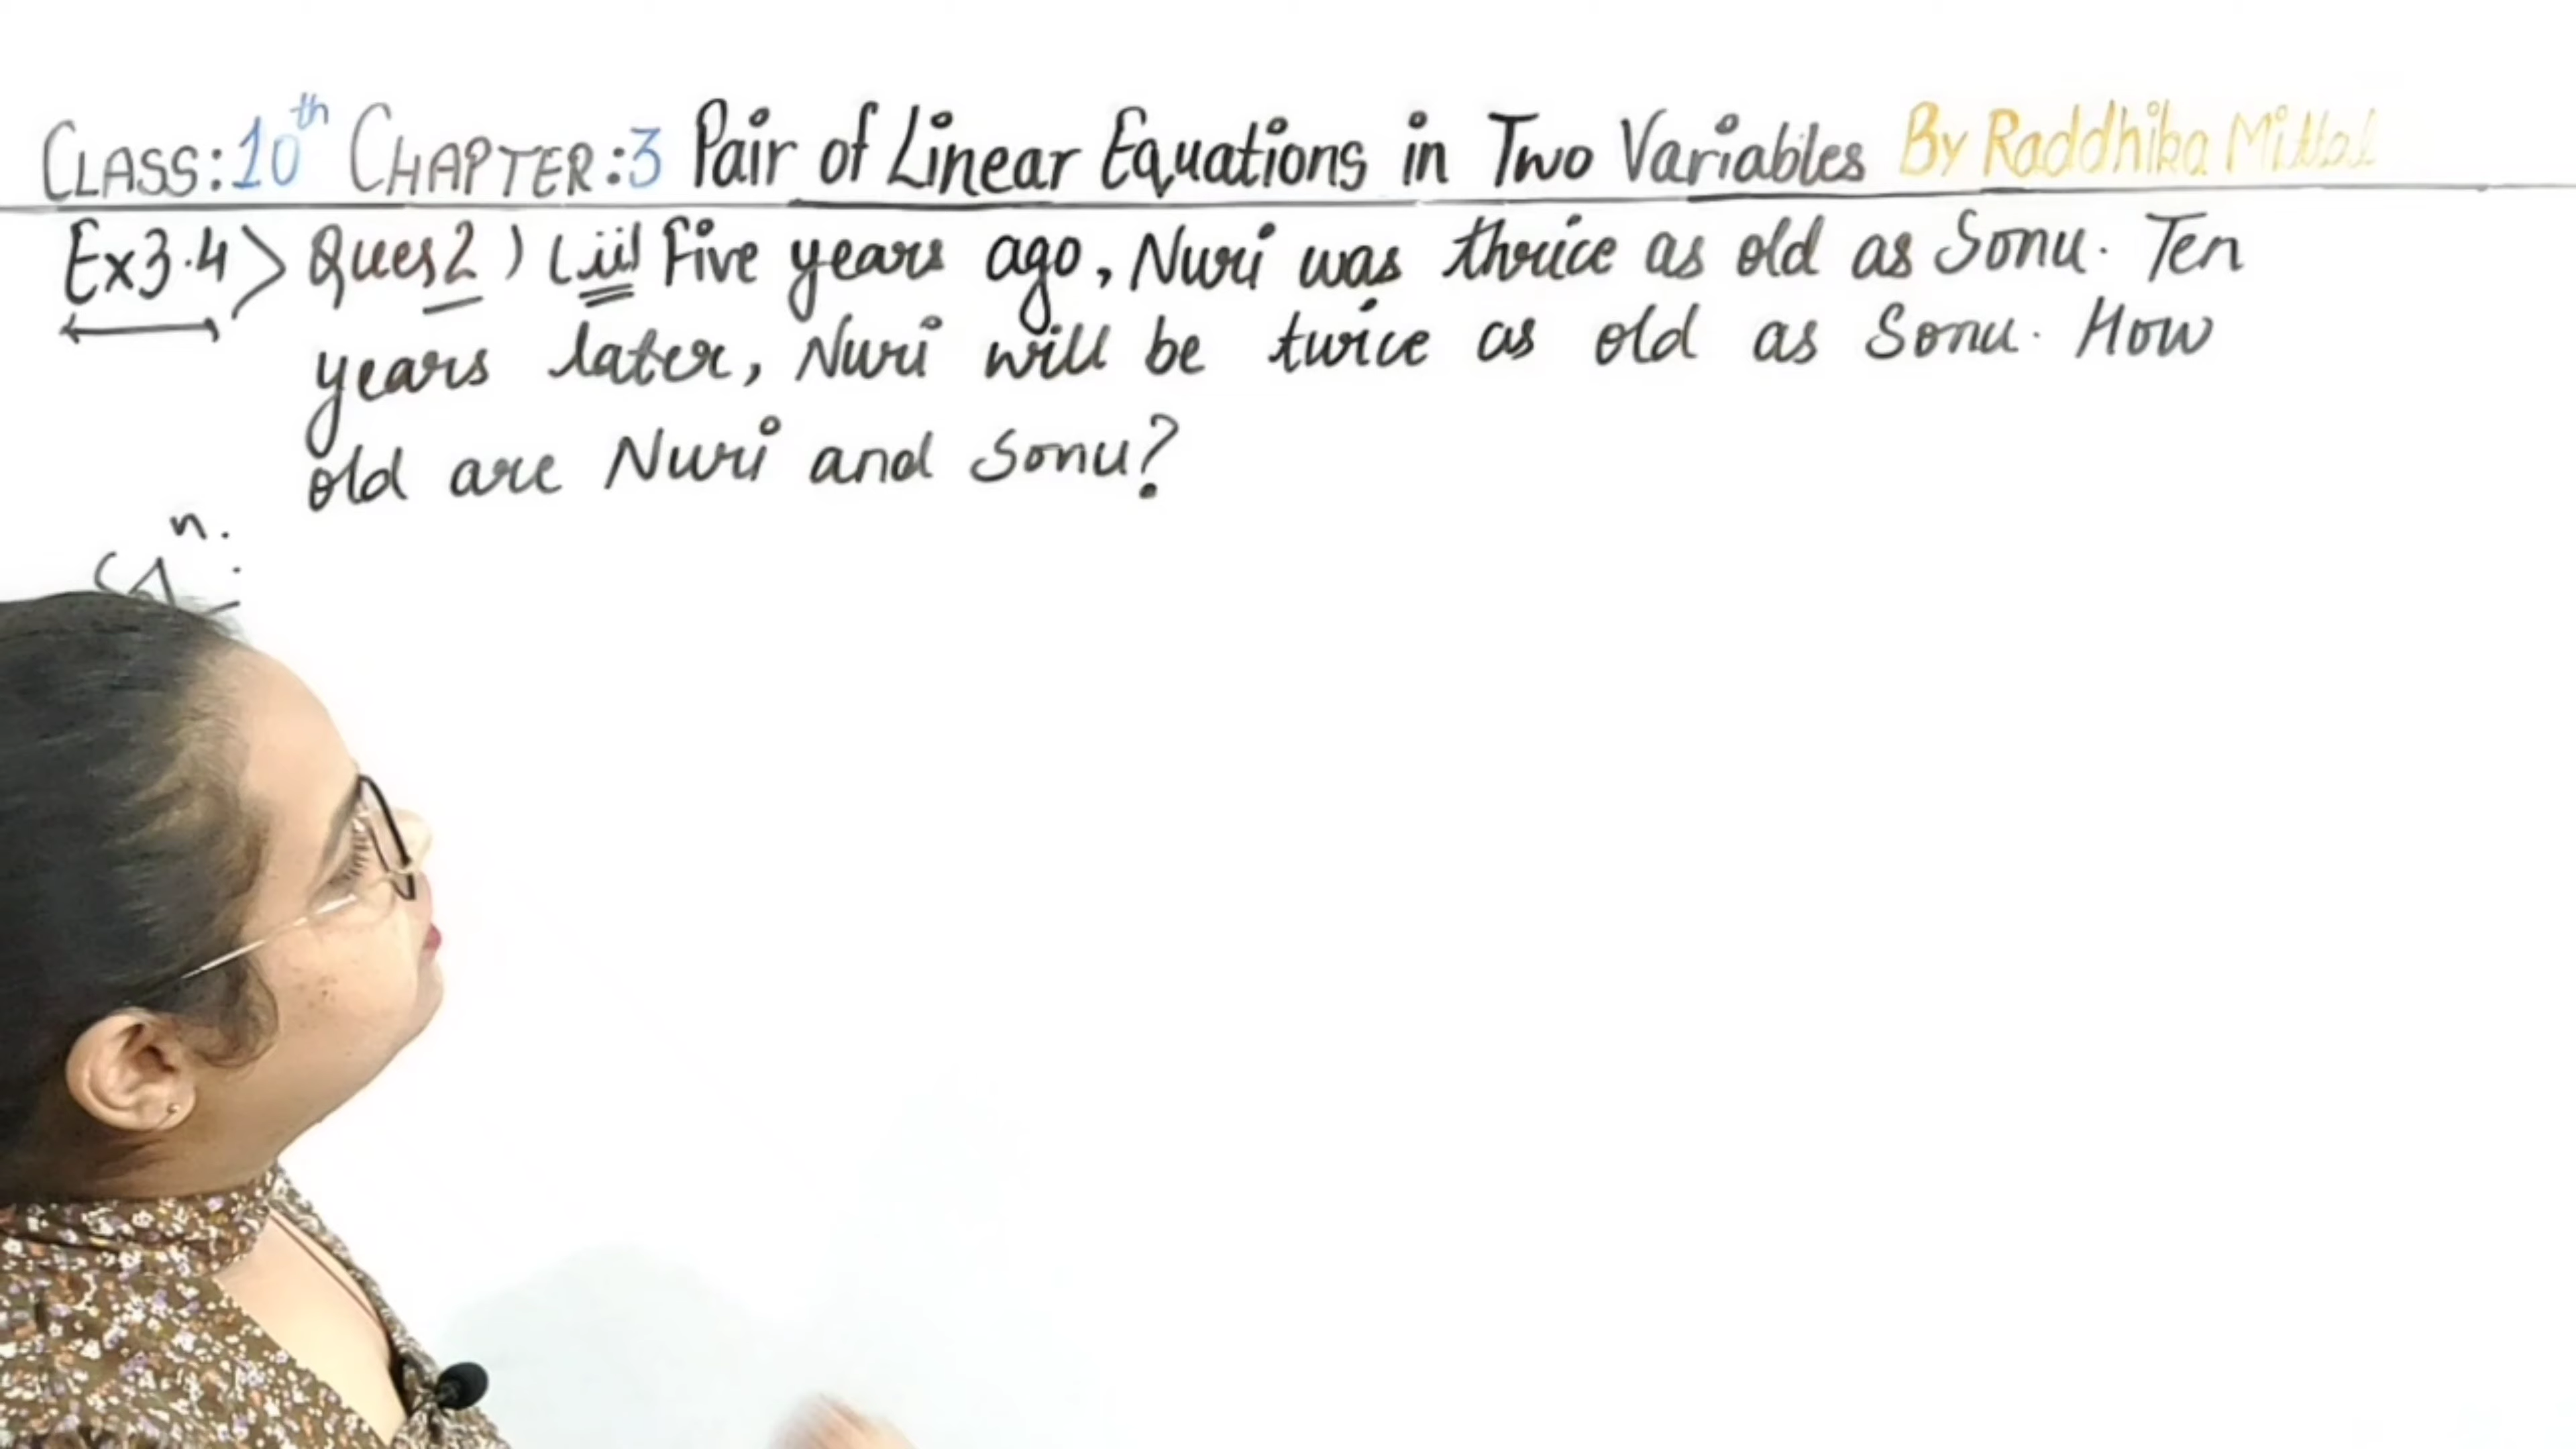 CLASS: 10th CHAPTER:3 Pair of Linear Equations in Two Variables By Raddhika Mittal
Ex3.4> Ques2) (ii) Five years ago, Nuri was thrice as old as Sonu. Ten
years later, Nuri will be twice as old as Sonu. How
old are Nuri and Sonu?